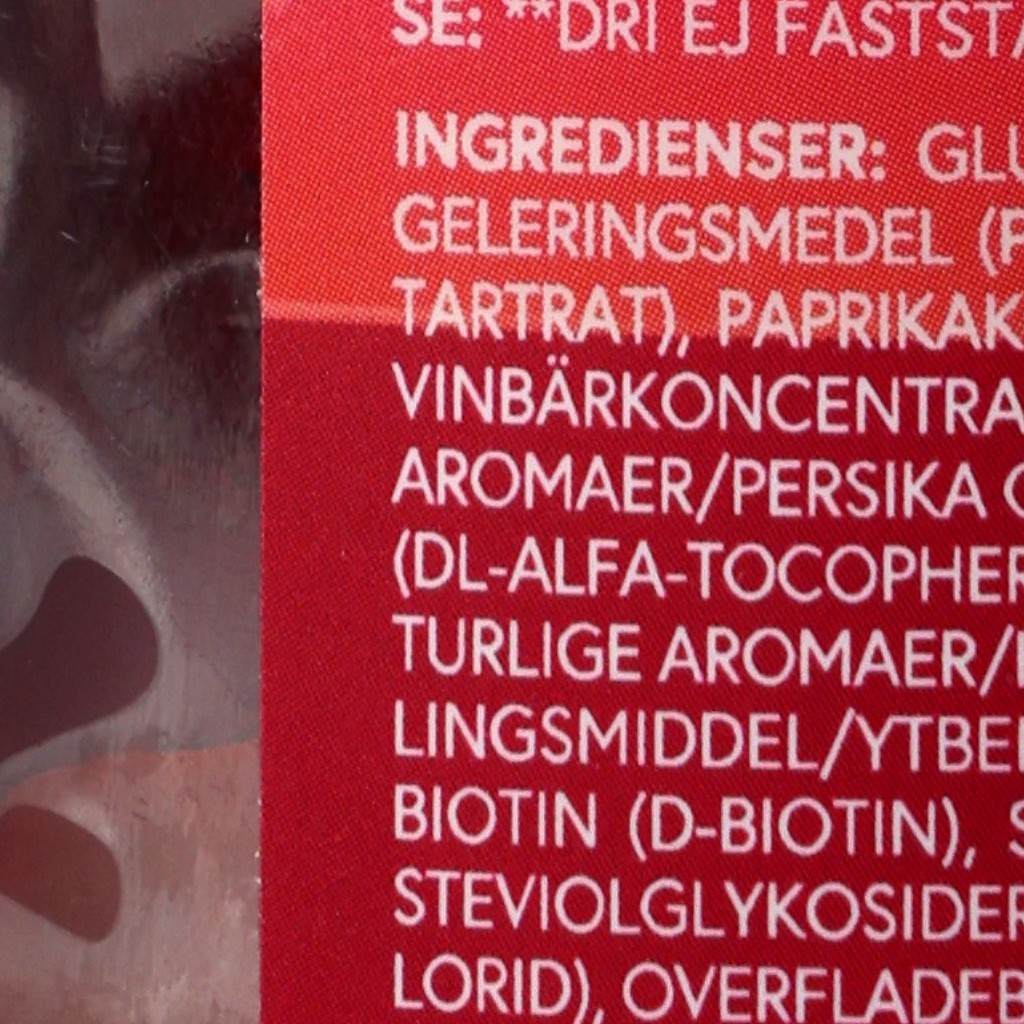 SE: **DRI EJ FASTSTA
INGREDIENSER: GLU
GELERINGSMEDEL (P
TARTRAT), PAPRIKAK
VINBÄRKONCENTRA
AROMAER/PERSIKA O
(DL-ALFA-TOCOPHER
TURLIGE AROMAER/
LINGSMIDDEL/YTBE
BIOTIN (D-BIOTIN), S
STEVIOLGLYKOSIDER
LORID), OVERFLADEB